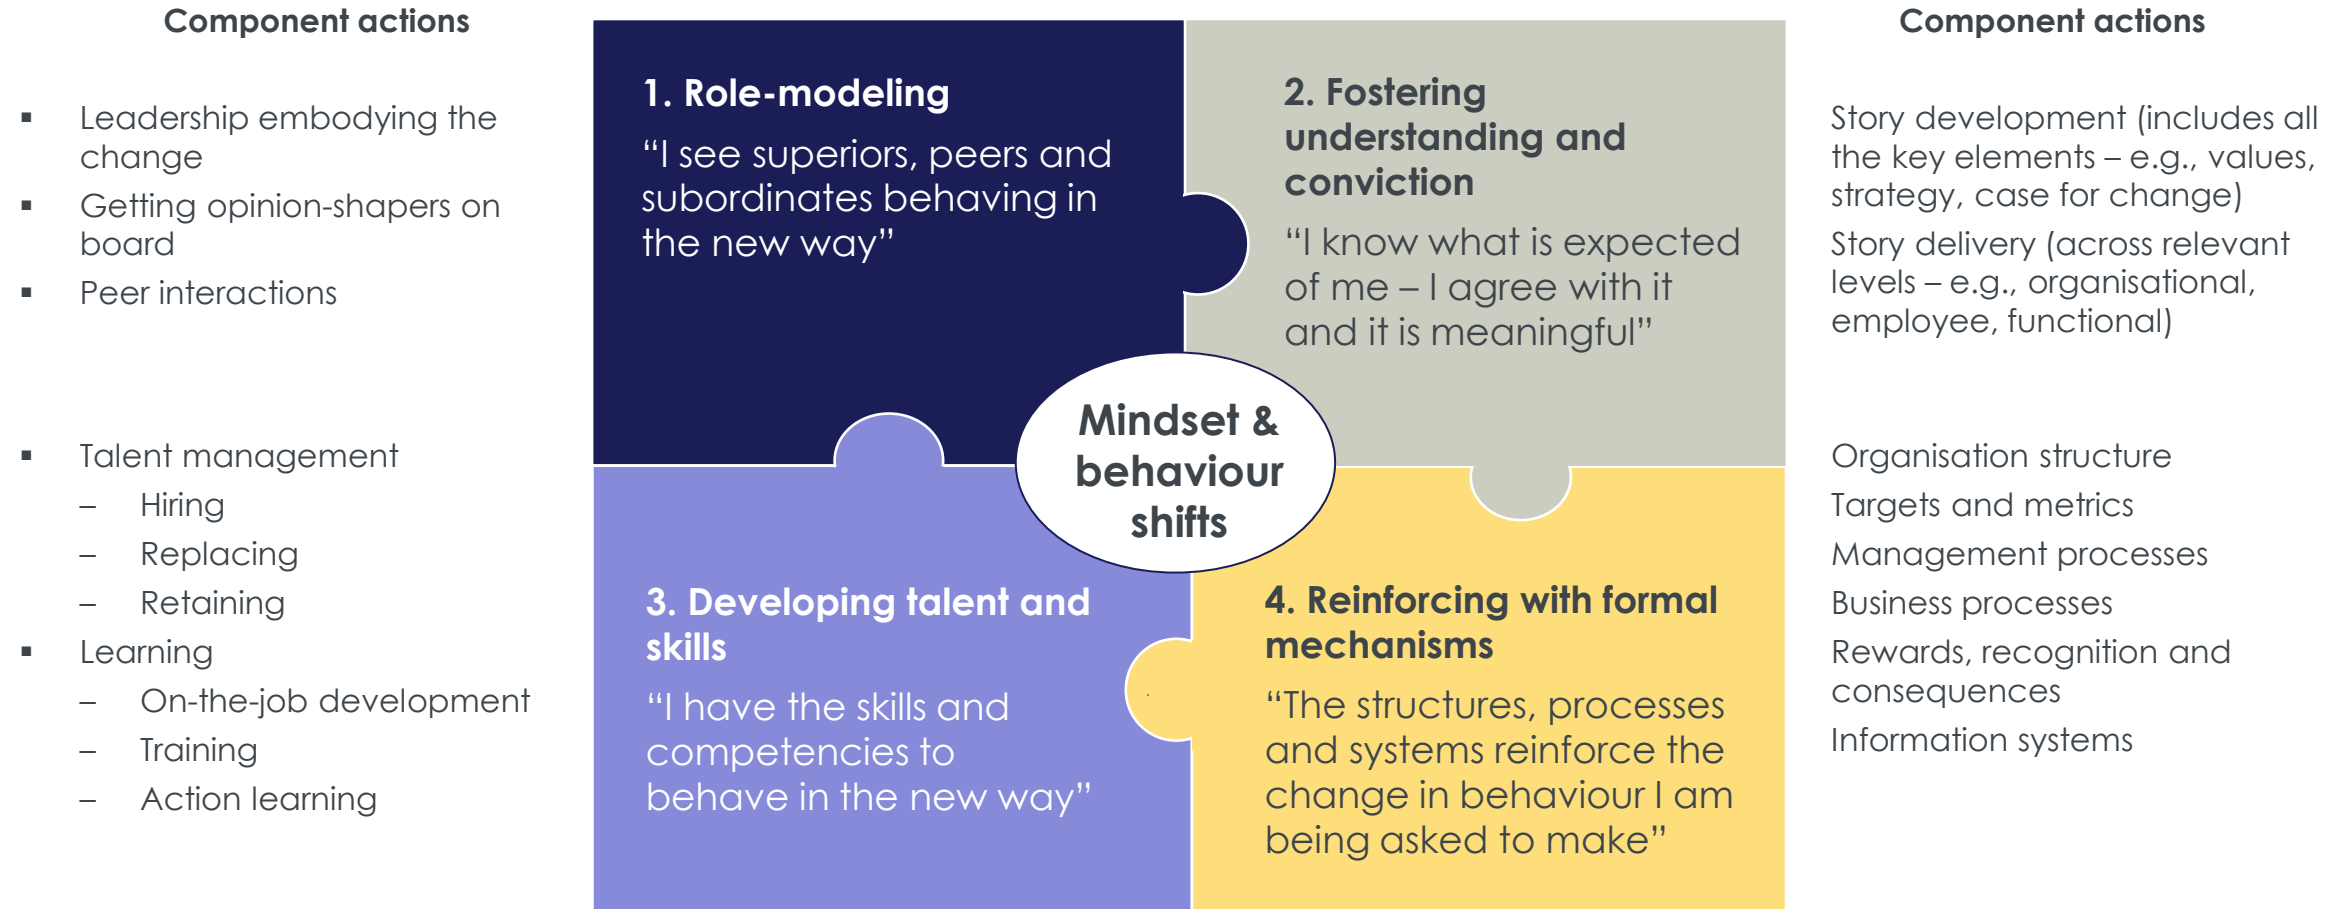 Component actions
▪ Leadership embodying the
change
▪ Getting opinion-shapers on
board
▪ Peer interactions
▪ Talent management
– Hiring
– Replacing
– Retaining
▪ Learning
– On-the-job development
– Training
– Action learning
1. Role-modeling
“I see superiors, peers and
subordinates behaving in
the new way”
2. Fostering
understanding and
conviction
“I know what is expected
of me – I agree with it
and it is meaningful”
Mindset &
behaviour
shifts
3. Developing talent and
skills
“I have the skills and
competencies to
behave in the new way”
4. Reinforcing with formal
mechanisms
“The structures, processes
and systems reinforce the
change in behaviour I am
being asked to make”
Component actions
Story development (includes all
the key elements – e.g., values,
strategy, case for change)
Story delivery (across relevant
levels – e.g., organisational,
employee, functional)
Organisation structure
Targets and metrics
Management processes
Business processes
Rewards, recognition and
consequences
Information systems